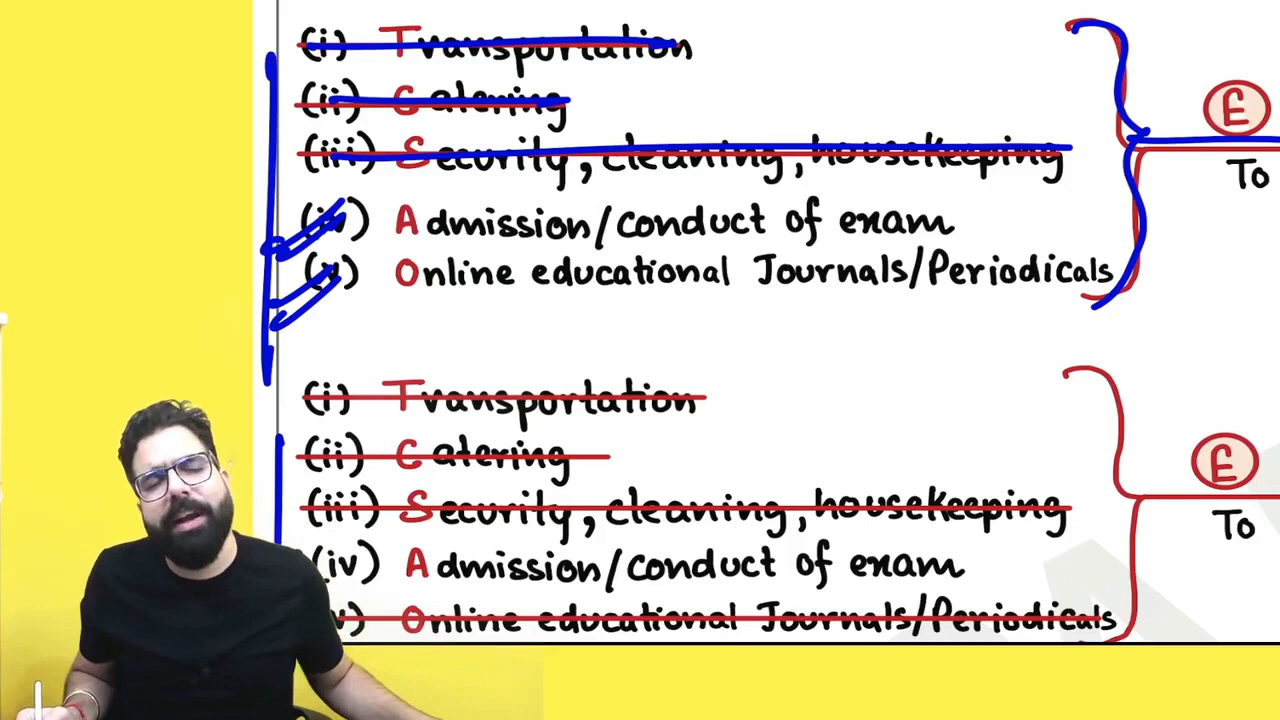 (i) Transportation
(ii) Catering
(iii) Security, cleaning, housekeeping
(iv) Admission/conduct of exam
(v) Online educational Journals/Periodicals
E
To
(i) Transportation
(ii) Catering
(iii) Security, cleaning, housekeeping
(iv) Admission/conduct of exam
v) Online educational Journals/Periodicals
E
To